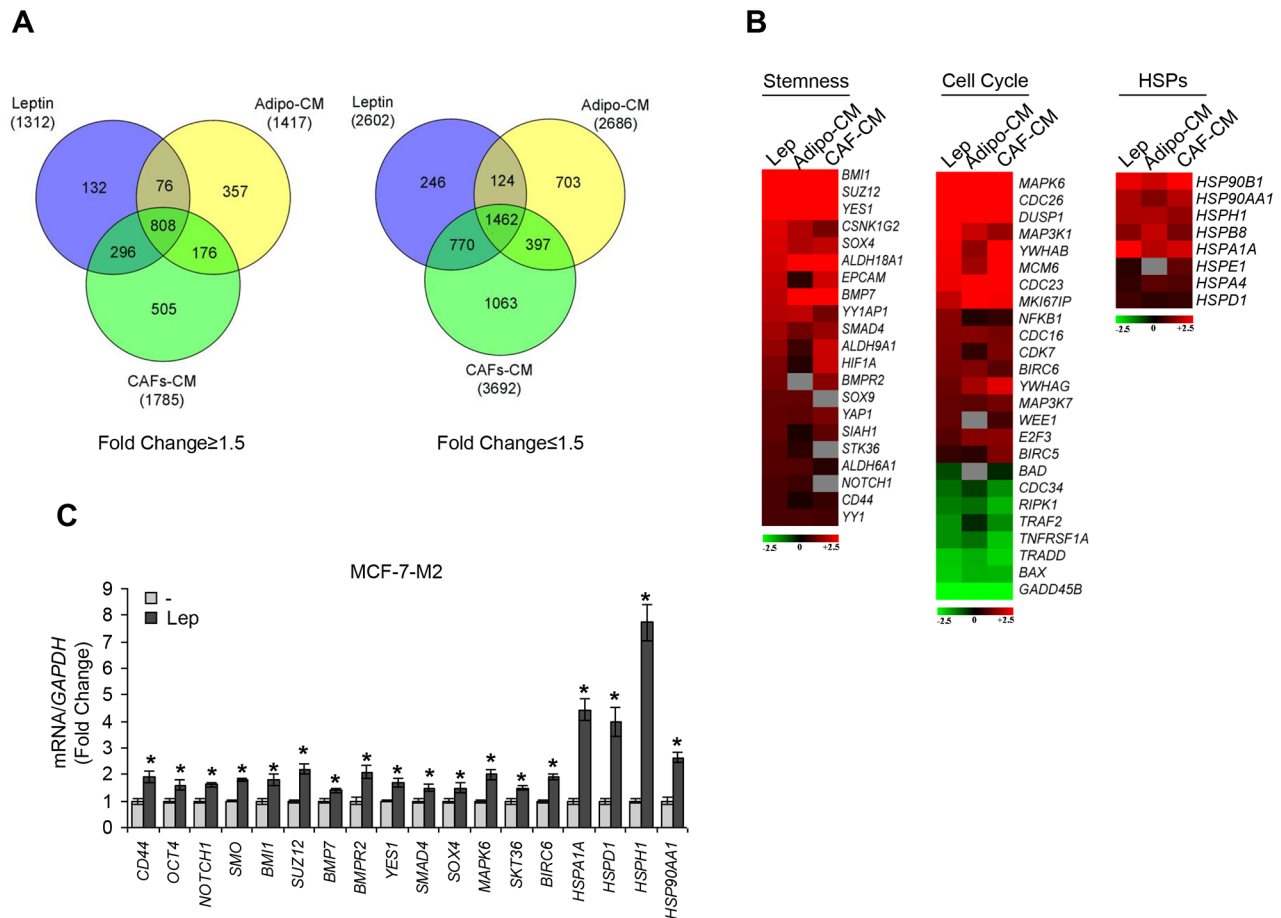 A
Leptin
(1312)
Adipo-CM
(1417)
132
76
357
808
296
176
505
CAFs-CM
(1785)
Fold Change≥1.5
Leptin
(2602)
Adipo-CM
(2686)
246
124
703
1462
770
397
1063
CAFs-CM
(3692)
Fold Change≤1.5
B
Stemness
Lep
Adipo-CM
CAF-CM
BMI1
SUZ12
YES1
CSNK1G2
SOX4
ALDH18A1
EPCAM
BMP7
YY1AP1
SMAD4
ALDH9A1
HIF1A
BMPR2
SOX9
YAP1
SIAH1
STK36
ALDH6A1
NOTCH1
CD44
YY1
-2.5 0 +2.5
Cell Cycle
Lep
Adipo-CM
CAF-CM
MAPK6
CDC26
DUSP1
MAP3K1
YWHAB
MCM6
CDC23
MKI67IP
NFKB1
CDC16
CDK7
BIRC6
YWHAG
MAP3K7
WEE1
E2F3
BIRC5
BAD
CDC34
RIPK1
TRAF2
TNFRSF1A
TRADD
BAX
GADD45B
-2.5 0 +2.5
HSPs
Lep
Adipo-CM
CAF-CM
HSP90B1
HSP90AA1
HSPH1
HSPB8
HSPA1A
HSPE1
HSPA4
HSPD1
-2.5 0 +2.5
C
MCF-7-M2
mRNA/GAPDH
(Fold Change)
9
8
7
6
5
4
3
2
1
0
-
Lep
* * * * * * * * * * * * * * * * * *
CD44
OCT4
NOTCH1
SMO
BMI1
SUZ12
BMP7
BMPR2
YES1
SMAD4
SOX4
MAPK6
SKT36
BIRC6
HSPA1A
HSPD1
HSPH1
HSP90AA1